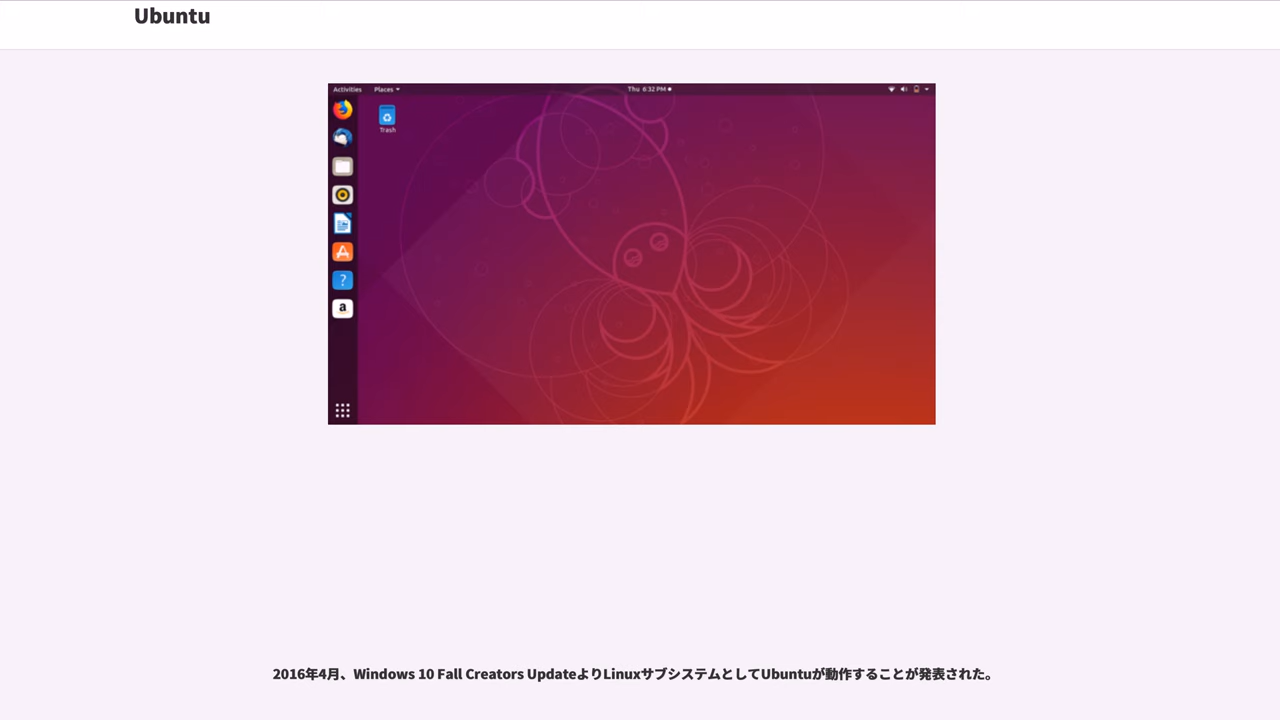 Ubuntu
Activities Places Thu 6:32 PM
Trash
?
a
2016年4月、Windows 10 Fall Creators UpdateよりLinuxサブシステムとしてUbuntuが動作することが発表された。